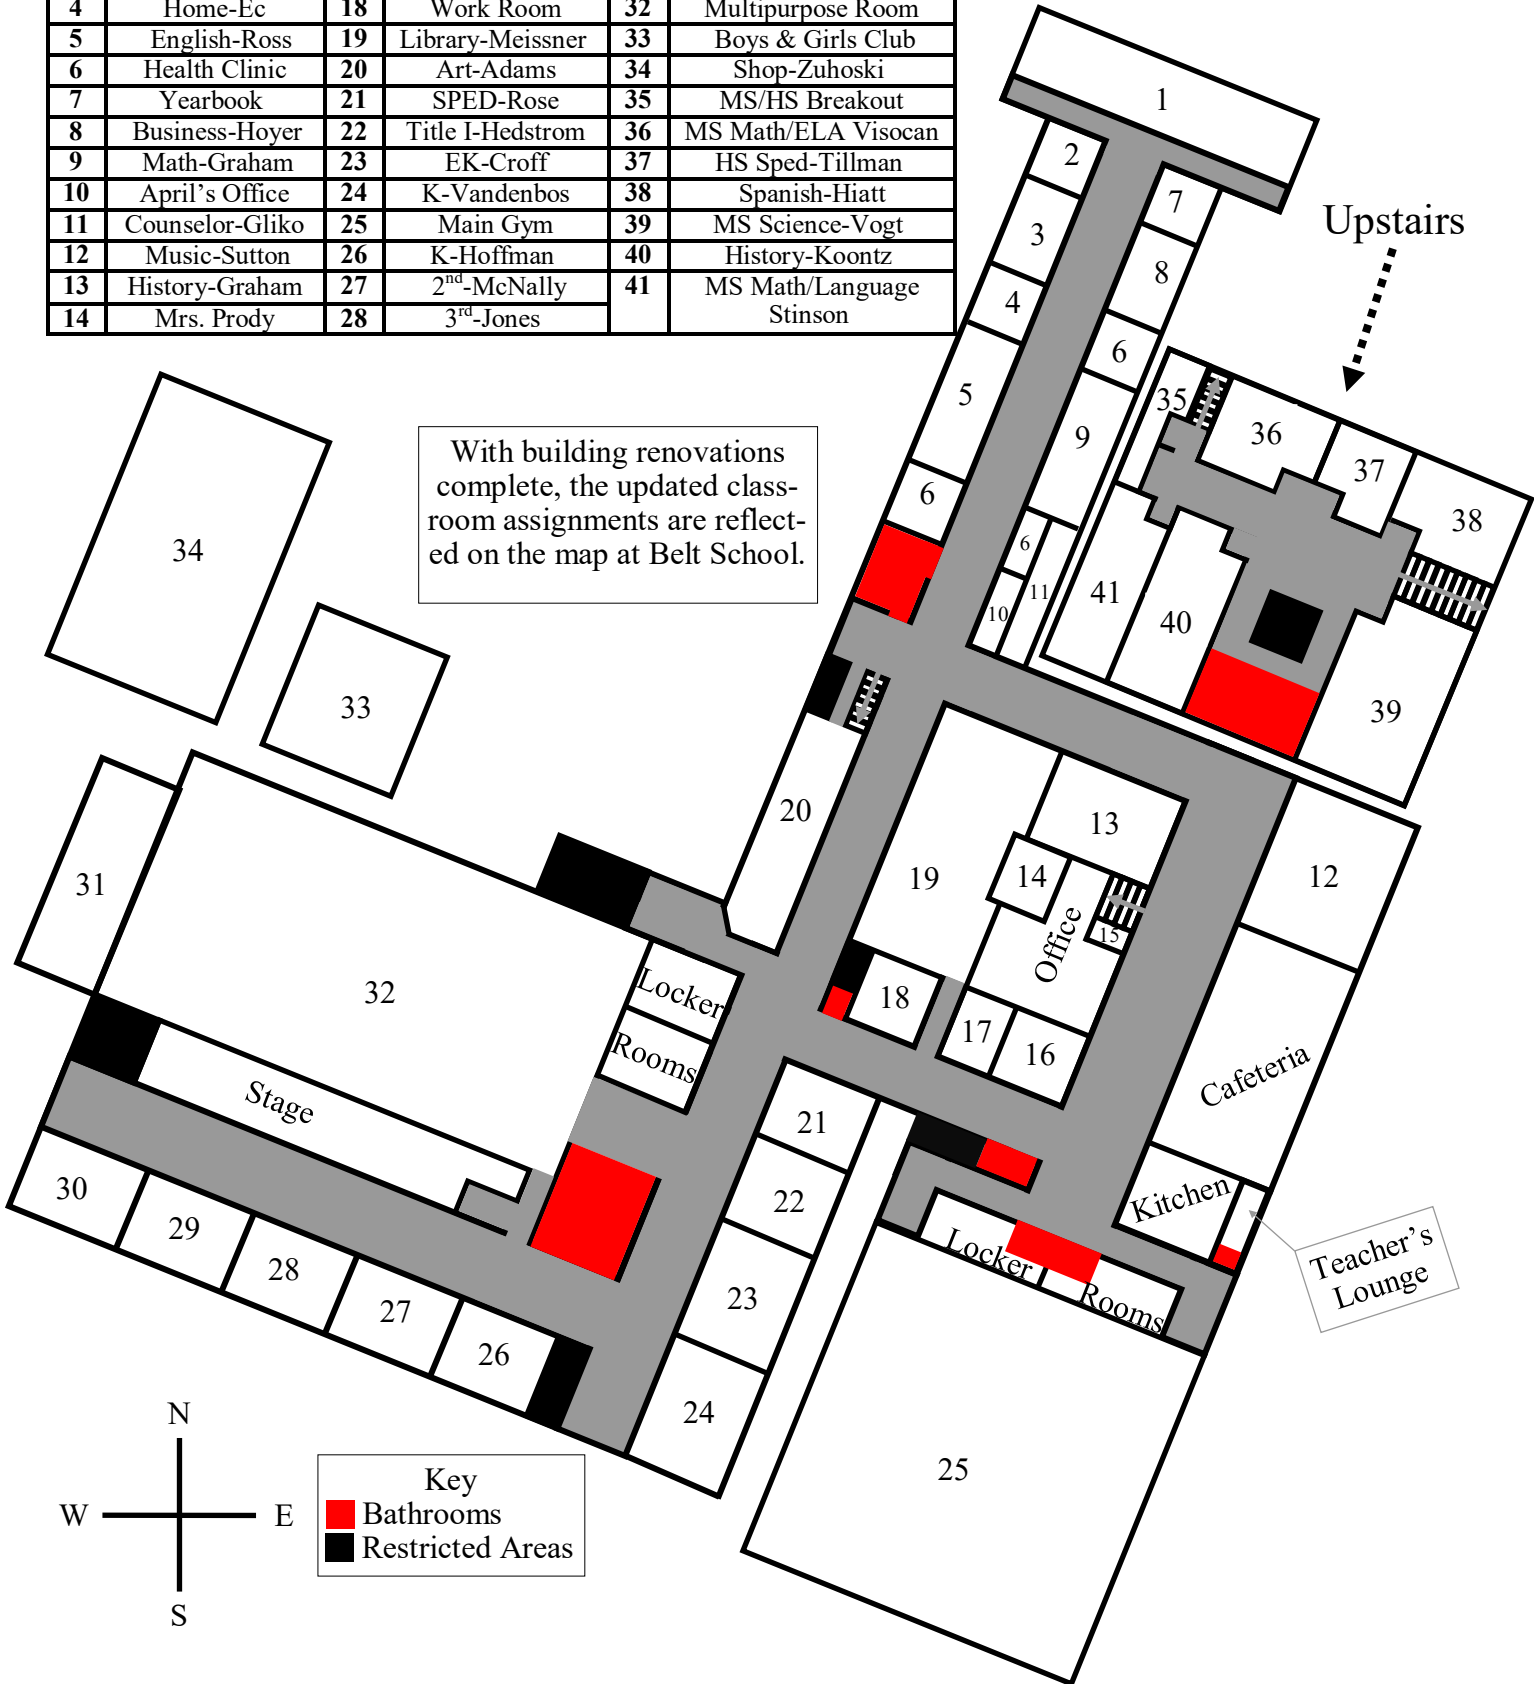 4 Home-Ec 18 Work Room 32 Multipurpose Room
5 English-Ross 19 Library-Meissner 33 Boys & Girls Club
6 Health Clinic 20 Art-Adams 34 Shop-Zuhoski
7 Yearbook 21 SPED-Rose 35 MS/HS Breakout
8 Business-Hoyer 22 Title I-Hedstrom 36 MS Math/ELA Visocan
9 Math-Graham 23 EK-Croff 37 HS Sped-Tillman
10 April's Office 24 K-Vandenbos 38 Spanish-Hiatt
11 Counselor-Gliko 25 Main Gym 39 MS Science-Vogt
12 Music-Sutton 26 K-Hoffman 40 History-Koontz
13 History-Graham 27 2nd-McNally 41 MS Math/Language
14 Mrs. Prody 28 3rd-Jones Stinson
1
2
7
Upstairs
3
8
4
6
35
36
5
9
37
38
With building renovations
complete, the updated class-
room assignments are reflect-
ed on the map at Belt School.
6
6
34
10
11
41
40
33
39
20
13
19
14
12
31
15
Office
32
18
Locker
Rooms
17
16
Cafeteria
Stage
21
30
22
Kitchen
29
Locker
Rooms
Teacher's
Lounge
28
23
27
26
24
25
N
W E
S
Key
Bathrooms
Restricted Areas